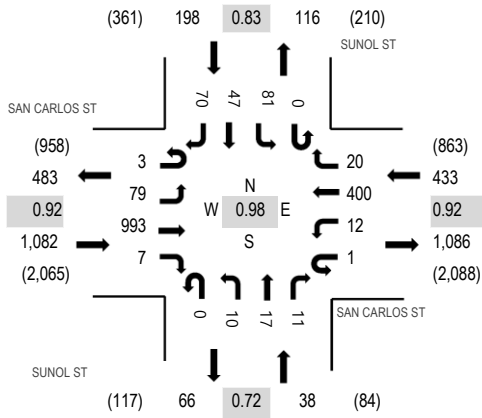 (361) 198 0.83 116 (210)
SUNOL ST
SAN CARLOS ST
70 47 81 0
(958)
483
0.92
1,082
(2,065)
3
79
993
7
N
W 0.98 E
S
20
400
12
1
(863)
433
0.92
1,086
(2,088)
0 10 17 11
SAN CARLOS ST
SUNOL ST
(117) 66 0.72 38 (84)